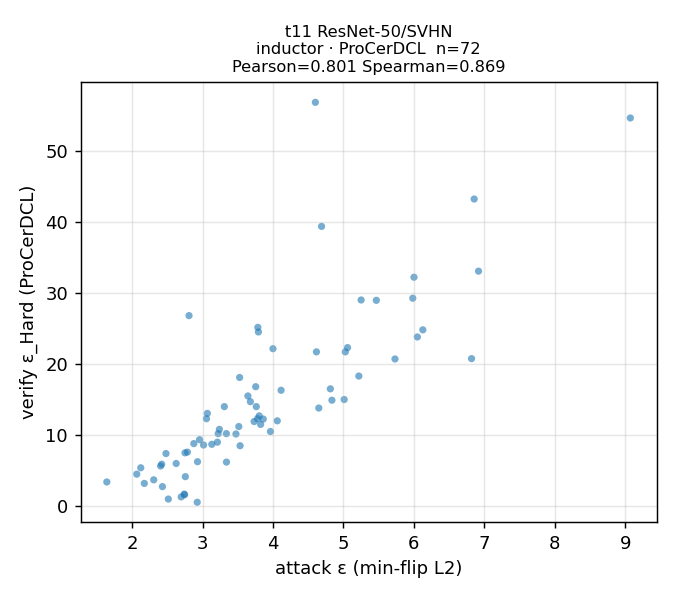 t11 ResNet-50/SVHN
inductor · ProCerDCL n=72
Pearson=0.801 Spearman=0.869
verify ε_Hard (ProCerDCL)
50
40
30
20
10
0
2 3 4 5 6 7 8 9
attack ε (min-flip L2)